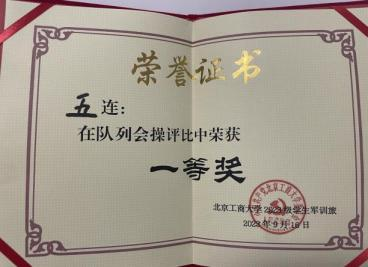 荣誉证书
五连：
在队列会操评比中荣获
一等奖
北京工商大学2023级学生军训旅
2023年9月16日